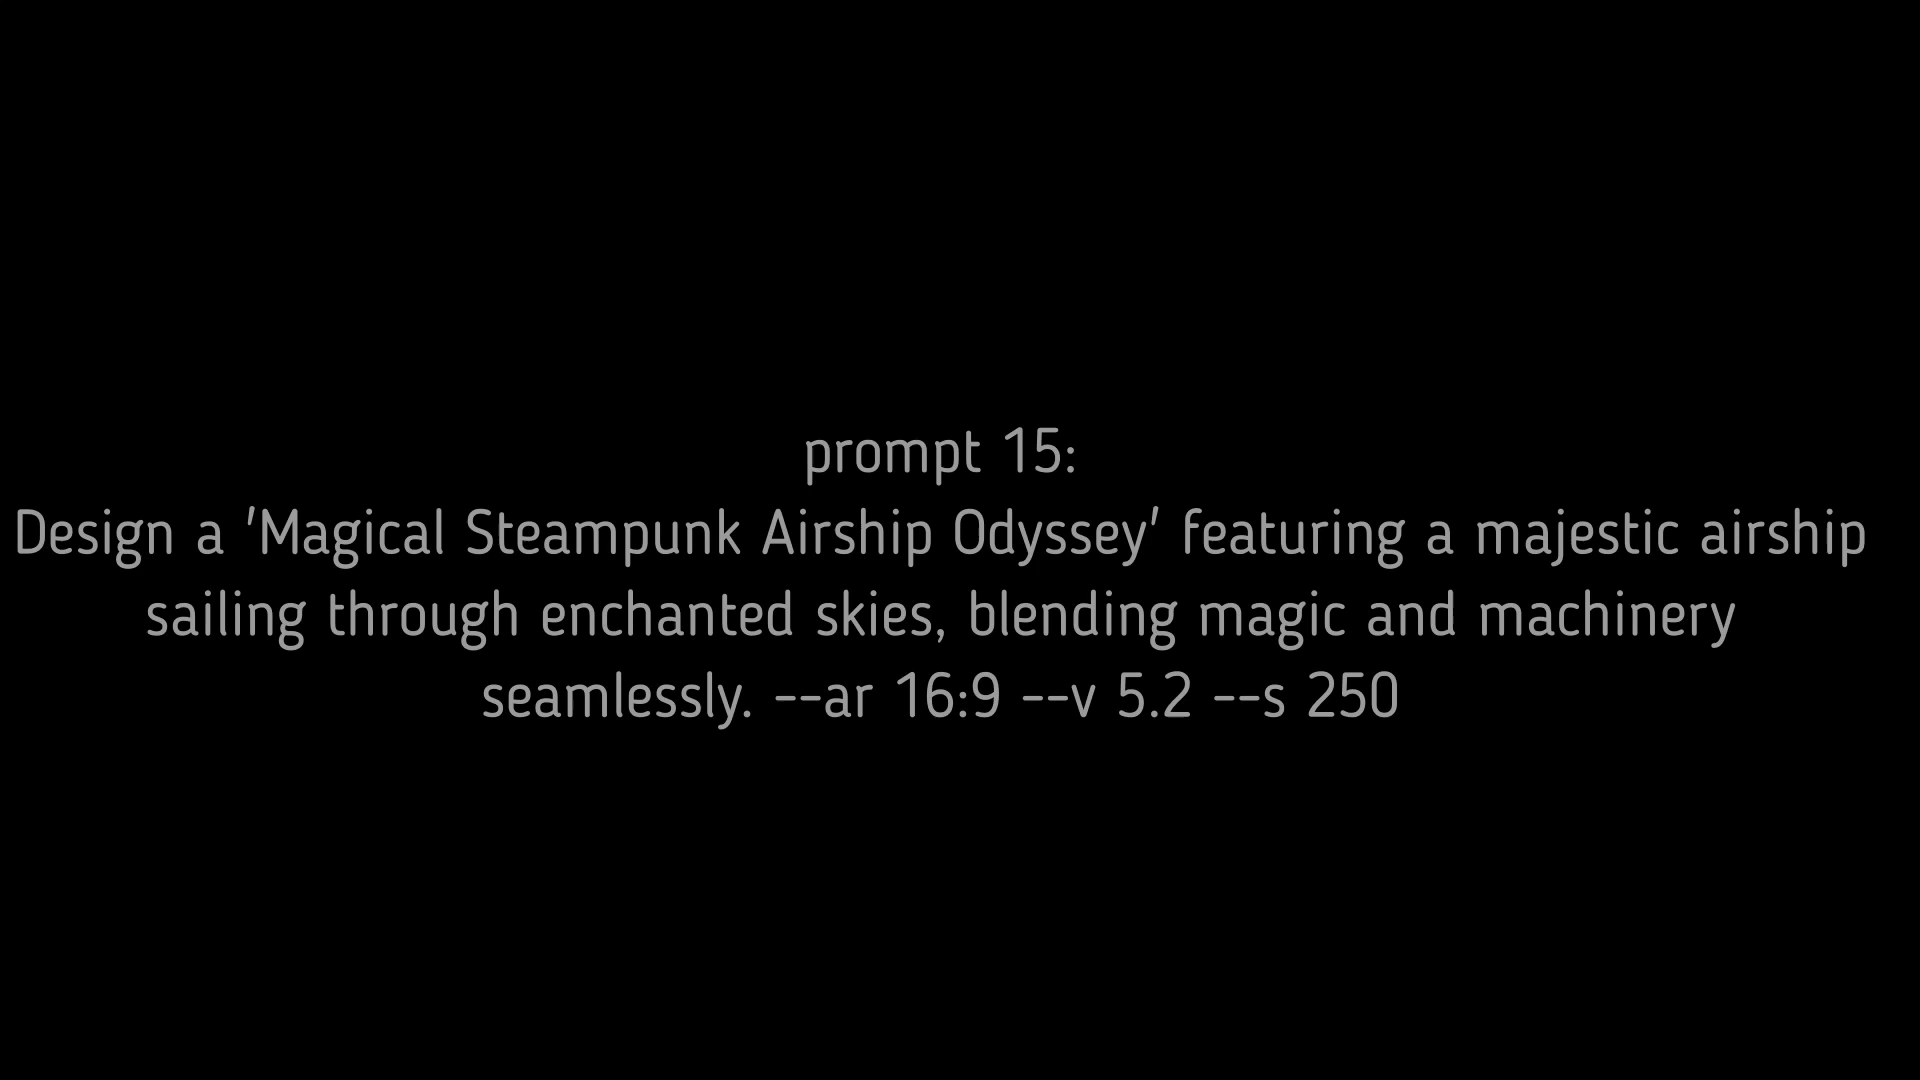 prompt 15:
Design a 'Magical Steampunk Airship Odyssey' featuring a majestic airship
sailing through enchanted skies, blending magic and machinery
seamlessly. --ar 16:9 --v 5.2 --s 250